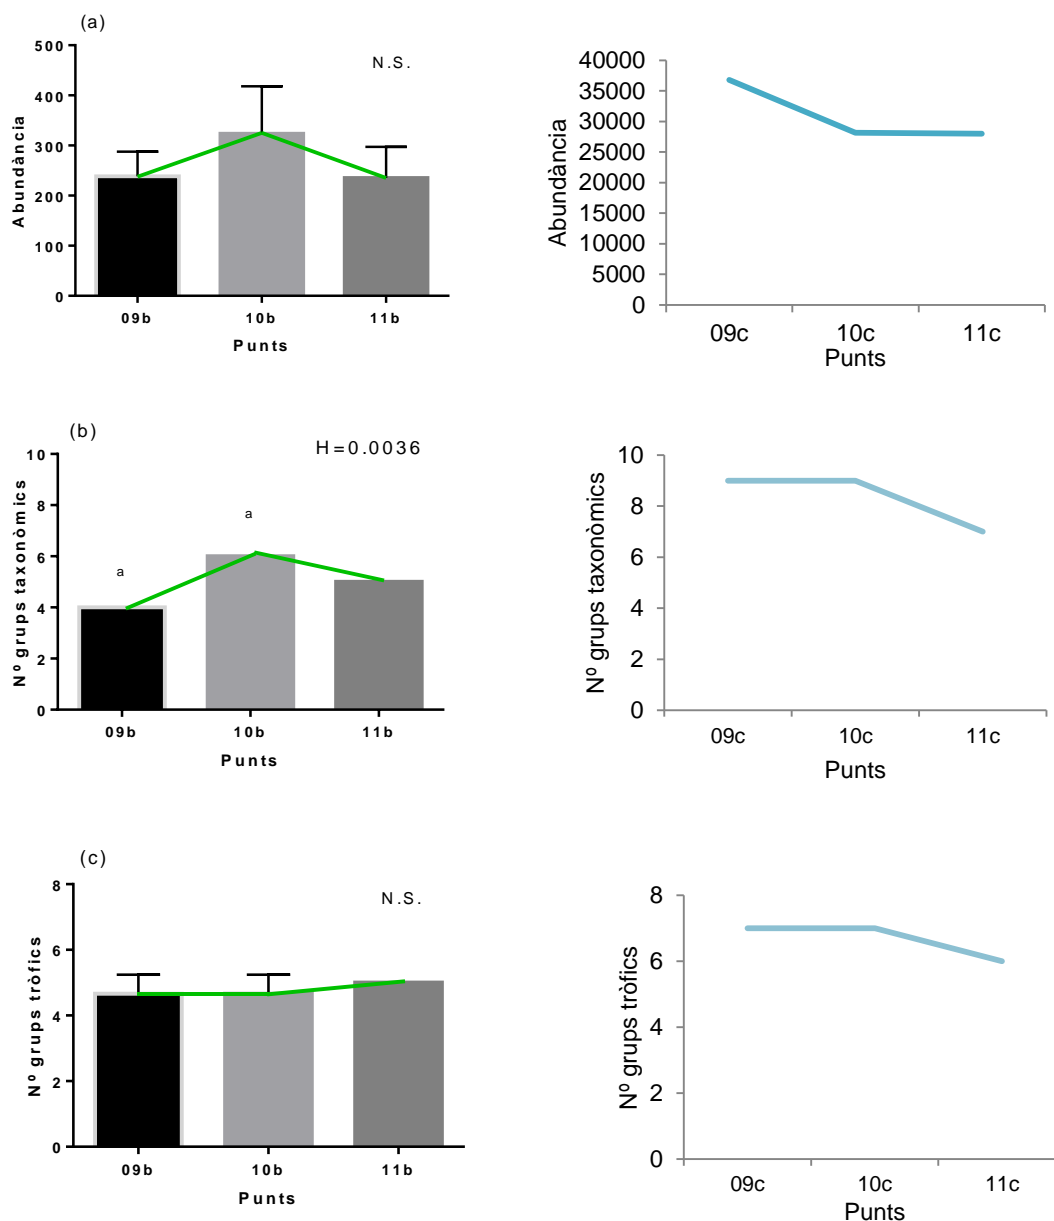 (a)
N.S.
Abundància
500
400
300
200
100
0
09b 10b 11b
Punts
Abundància
40000
35000
30000
25000
20000
15000
10000
5000
0
09c 10c 11c
Punts
(b)
H=0.0036
Nº grups taxonòmics
10
8
6
4
2
0
a
a
09b 10b 11b
Punts
Nº grups taxonòmics
10
8
6
4
2
0
09c 10c 11c
Punts
(c)
N.S.
Nº grups tròfics
8
6
4
2
0
09b 10b 11b
Punts
Nº grups tròfics
8
6
4
2
0
09c 10c 11c
Punts